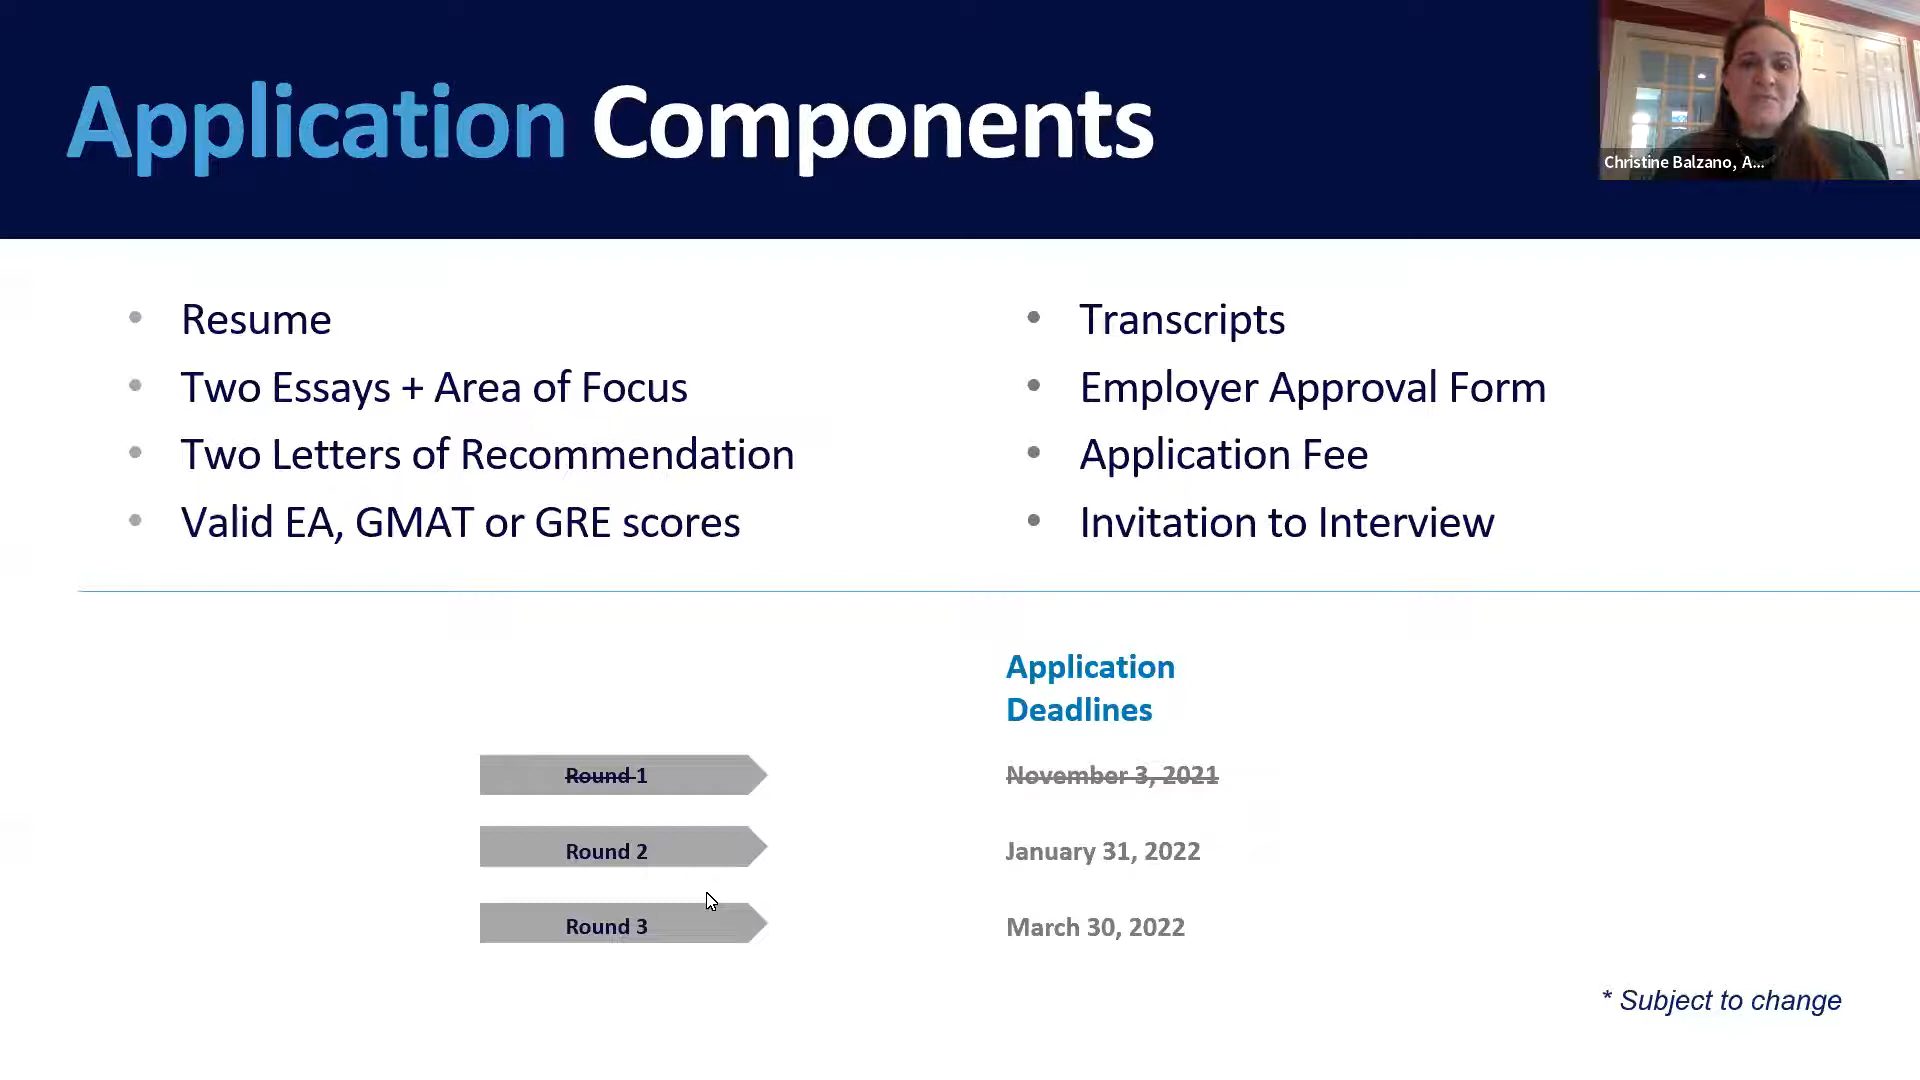 Application Components
Christine Balzano, A...
• Resume
• Two Essays + Area of Focus
• Two Letters of Recommendation
• Valid EA, GMAT or GRE scores
• Transcripts
• Employer Approval Form
• Application Fee
• Invitation to Interview
Application
Deadlines
Round 1
November 3, 2021
Round 2
January 31, 2022
Round 3
March 30, 2022
* Subject to change